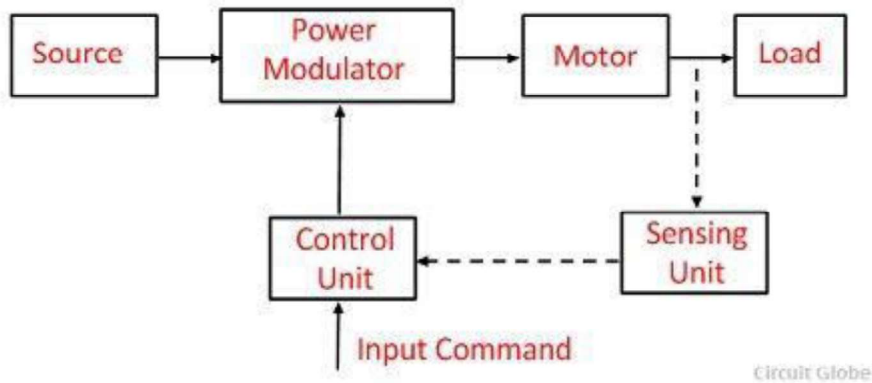 Source
Power
Modulator
Motor
Load
Control
Unit
Sensing
Unit
Input Command
Circuit Globe